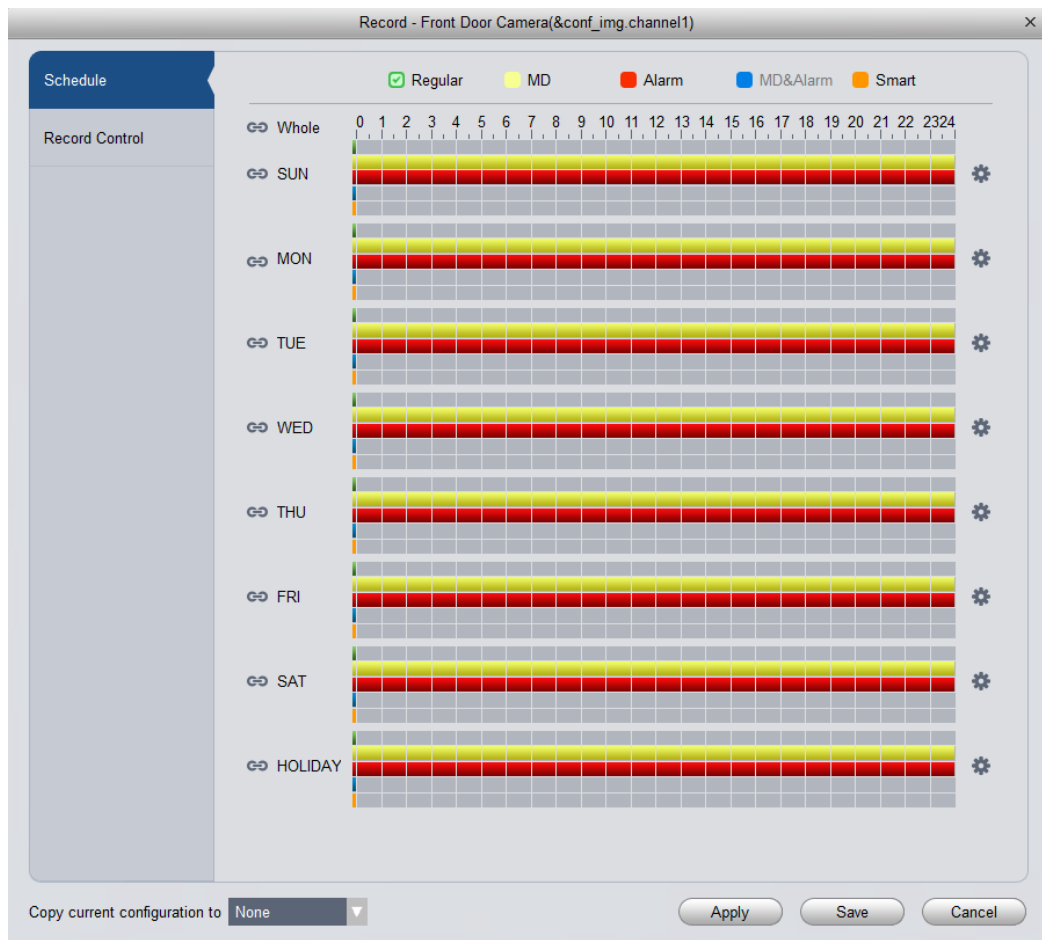 Record - Front Door Camera(&conf_img.channel1)
Schedule
Regular MD Alarm MD&Alarm Smart
Record Control
Whole 0 1 2 3 4 5 6 7 8 9 10 11 12 13 14 15 16 17 18 19 20 21 22 2324
SUN
MON
TUE
WED
THU
FRI
SAT
HOLIDAY
Copy current configuration to None Apply Save Cancel